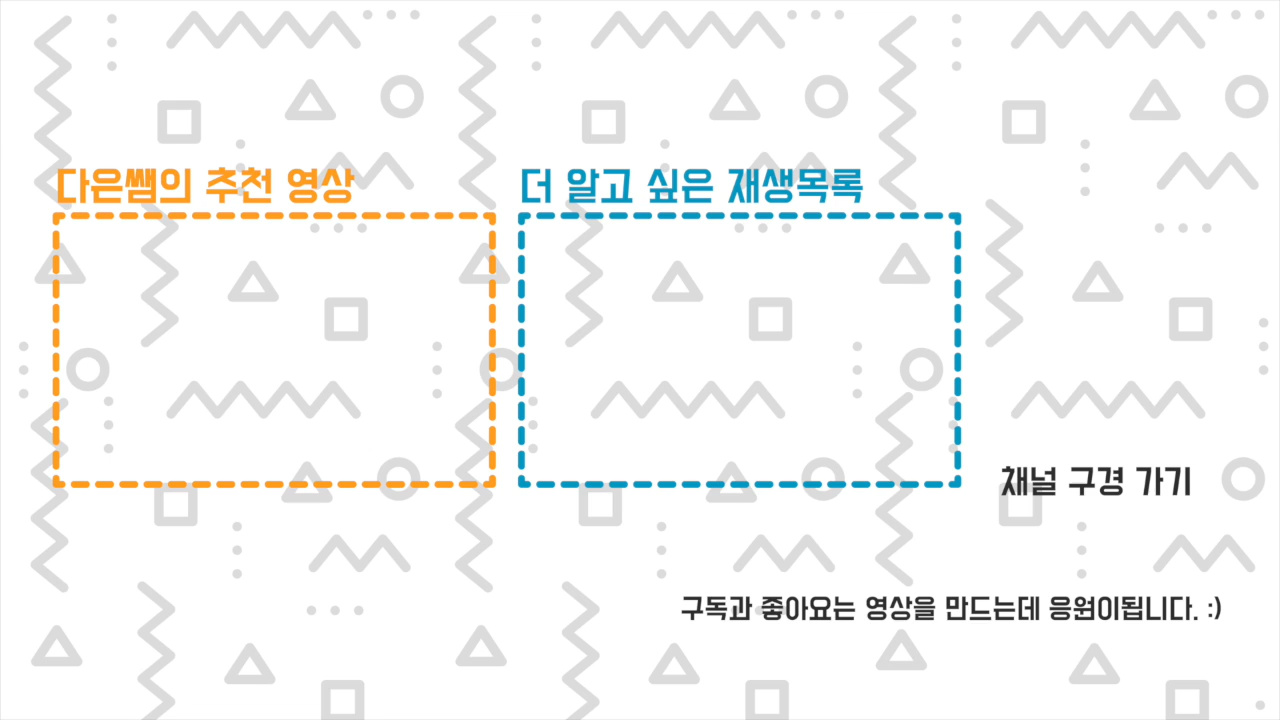 다은쌤의 추천 영상
더 알고 싶은 재생목록
채널 구경 가기
구독과 좋아요는 영상을 만드는데 응원이됩니다. :)